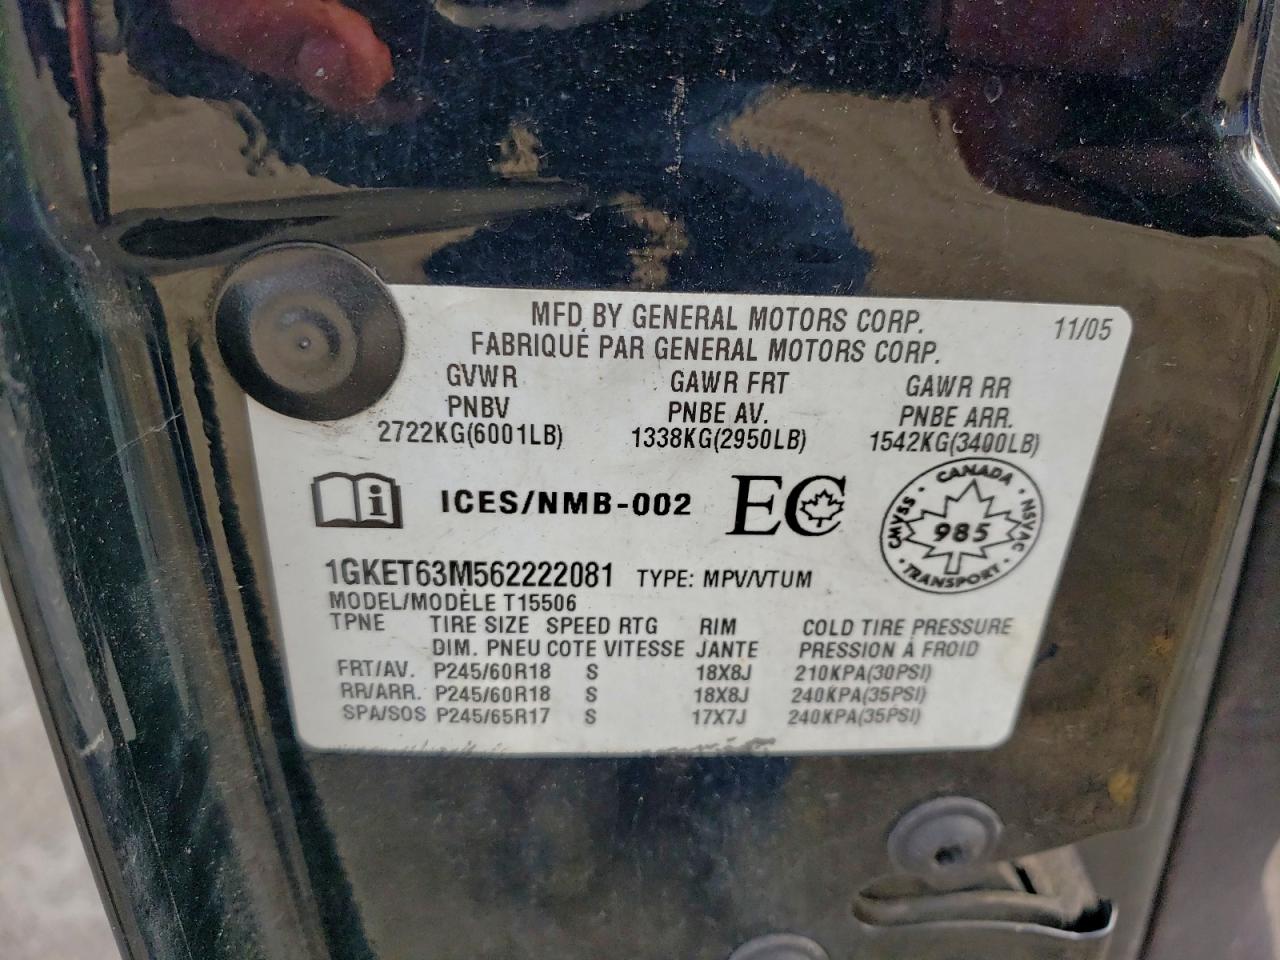 MFD. BY GENERAL MOTORS CORP. 11/05
FABRIQUÉ PAR GENERAL MOTORS CORP.
GVWR GAWR FRT GAWR RR
PNBV PNBE AV. PNBE ARR.
2722KG(6001LB) 1338KG(2950LB) 1542KG(3400LB)
i ICES/NMB-002 EC CANADA · NSVAC · TRANSPORT · CMVSS · 985
1GKET63M562222081 TYPE: MPV/VTUM
MODEL/MODÈLE T15506
TPNE TIRE SIZE SPEED RTG RIM COLD TIRE PRESSURE
DIM. PNEU COTE VITESSE JANTE PRESSION À FROID
FRT/AV. P245/60R18 S 18X8J 210KPA(30PSI)
RR/ARR. P245/60R18 S 18X8J 240KPA(35PSI)
SPA/SOS P245/65R17 S 17X7J 240KPA(35PSI)